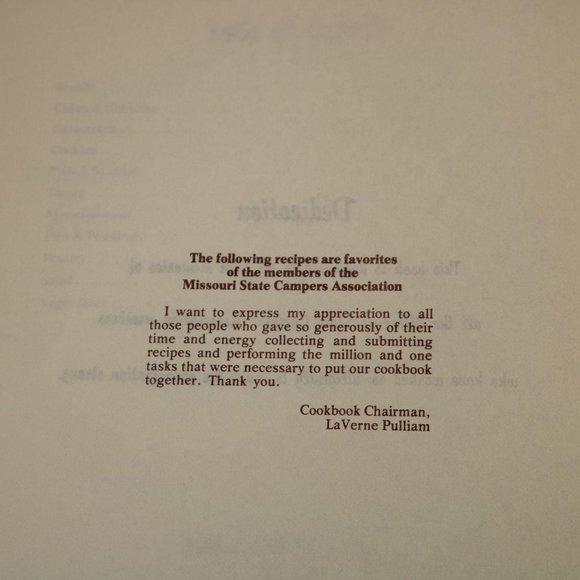 The following recipes are favorites
of the members of the
Missouri State Campers Association
I want to express my appreciation to all
those people who gave so generously of their
time and energy collecting and submitting
recipes and performing the million and one
tasks that were necessary to put our cookbook
together. Thank you.
Cookbook Chairman,
LaVerne Pulliam